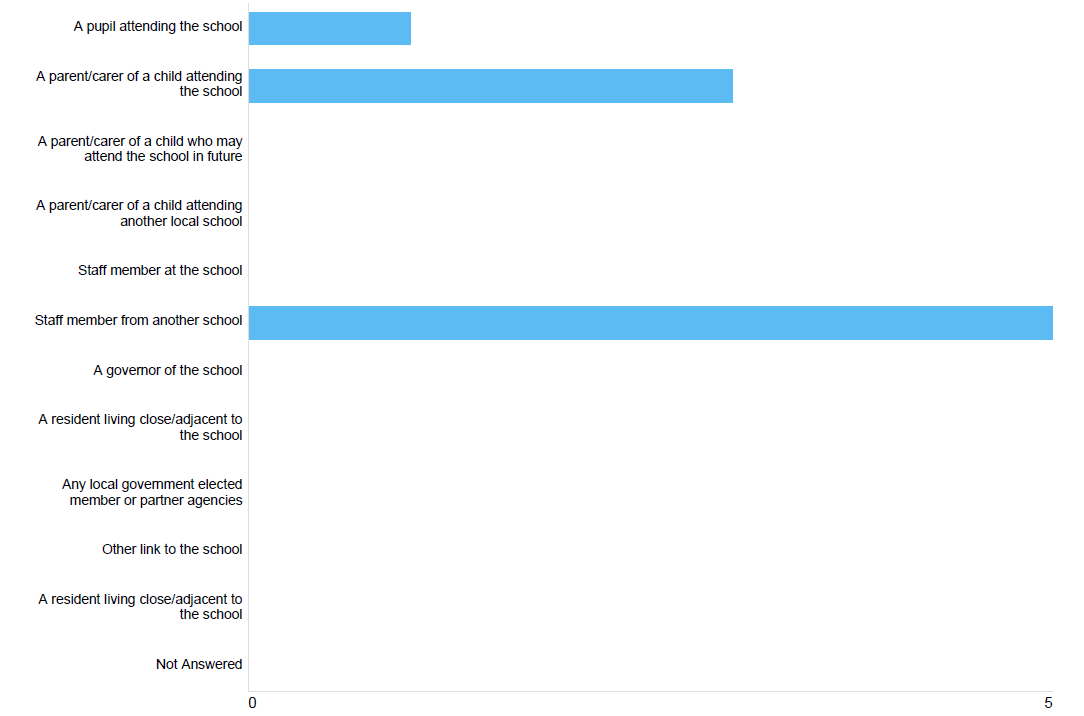 A pupil attending the school
A parent/carer of a child attending
the school
A parent/carer of a child who may
attend the school in future
A parent/carer of a child attending
another local school
Staff member at the school
Staff member from another school
A governor of the school
A resident living close/adjacent to
the school
Any local government elected
member or partner agencies
Other link to the school
A resident living close/adjacent to
the school
Not Answered
0 5